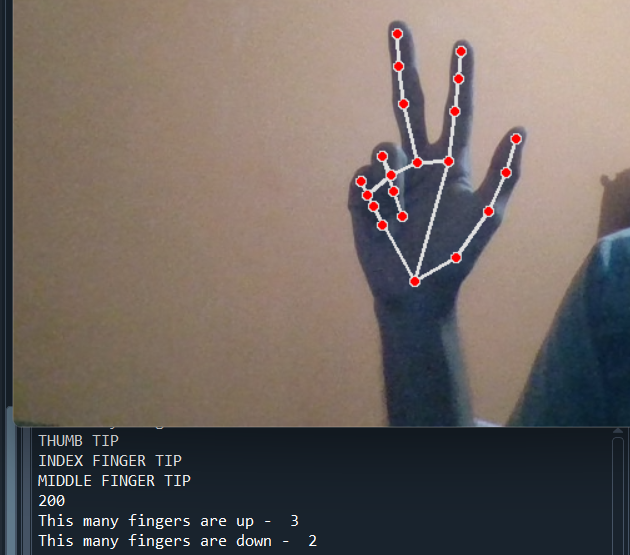 THUMB TIP
INDEX FINGER TIP
MIDDLE FINGER TIP
200
This many fingers are up -  3
This many fingers are down -  2